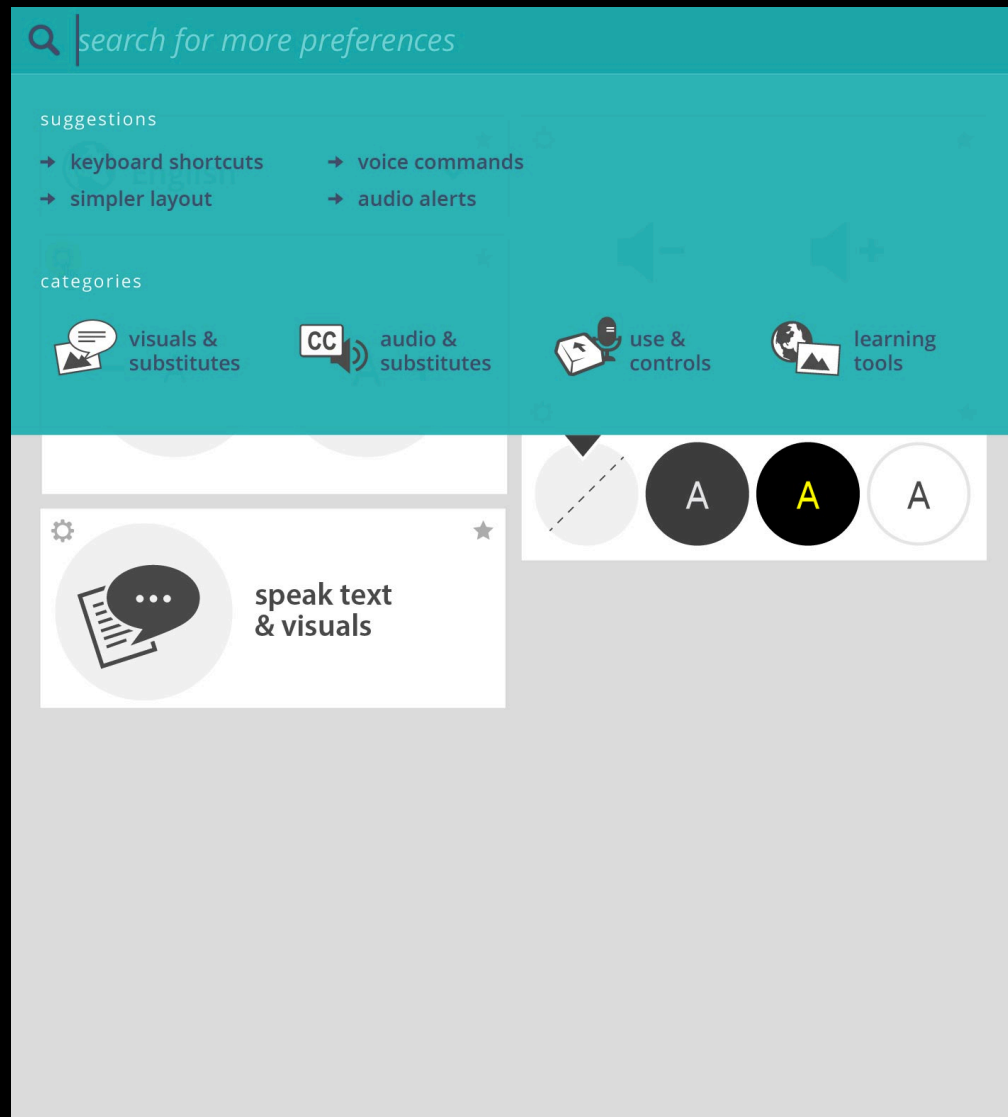 search for more preferences
suggestions
→ keyboard shortcuts
→ voice commands
→ simpler layout
→ audio alerts
English
categories
visuals &
substitutes
CC
audio &
substitutes
use &
controls
learning
tools
A
A
A
A
speak text
& visuals